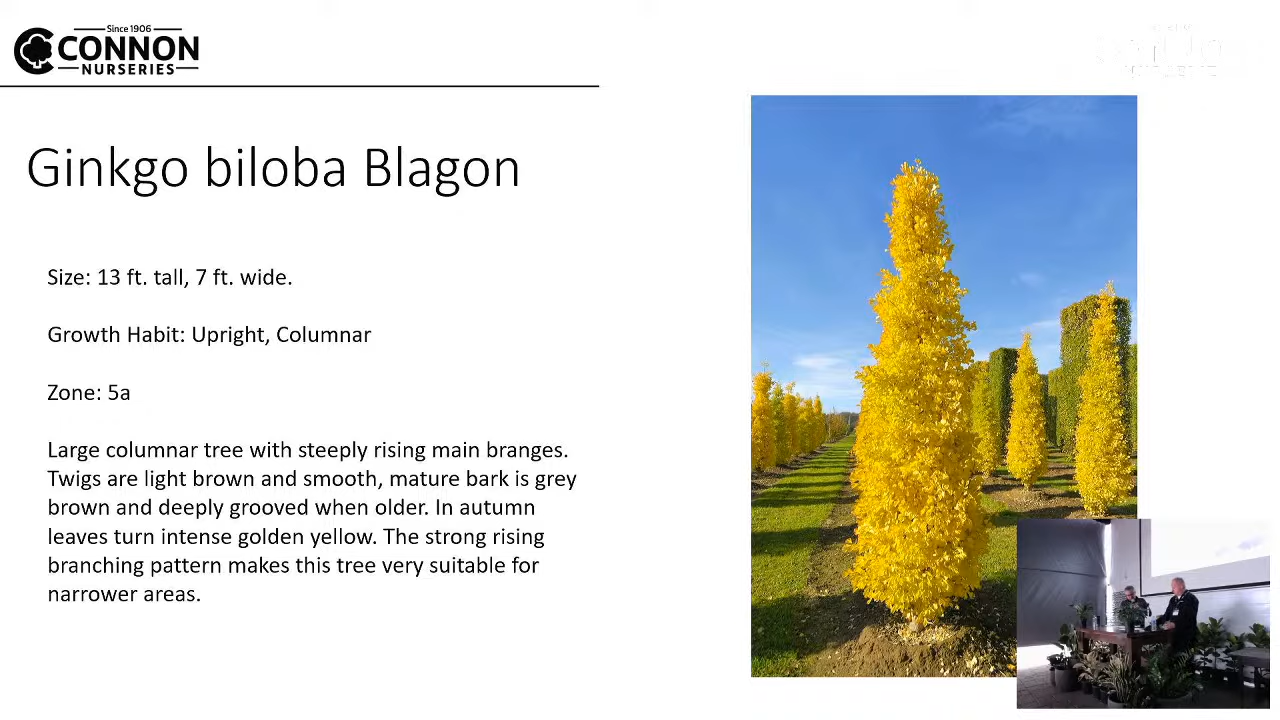 Since 1906
CONNON
NURSERIES
Ginkgo biloba Blagon
Size: 13 ft. tall, 7 ft. wide.
Growth Habit: Upright, Columnar
Zone: 5a
Large columnar tree with steeply rising main branges.
Twigs are light brown and smooth, mature bark is grey
brown and deeply grooved when older. In autumn
leaves turn intense golden yellow. The strong rising
branching pattern makes this tree very suitable for
narrower areas.